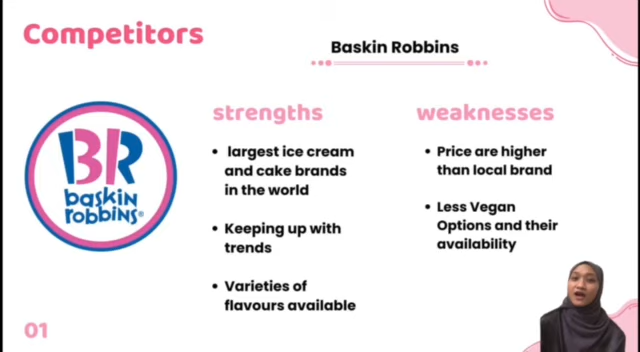 Competitors
Baskin Robbins
strengths
weaknesses
BR
baskin
robbins®
• largest ice cream
and cake brands
in the world
• Keeping up with
trends
• Varieties of
flavours available
• Price are higher
than local brand
• Less Vegan
Options and their
availability
01